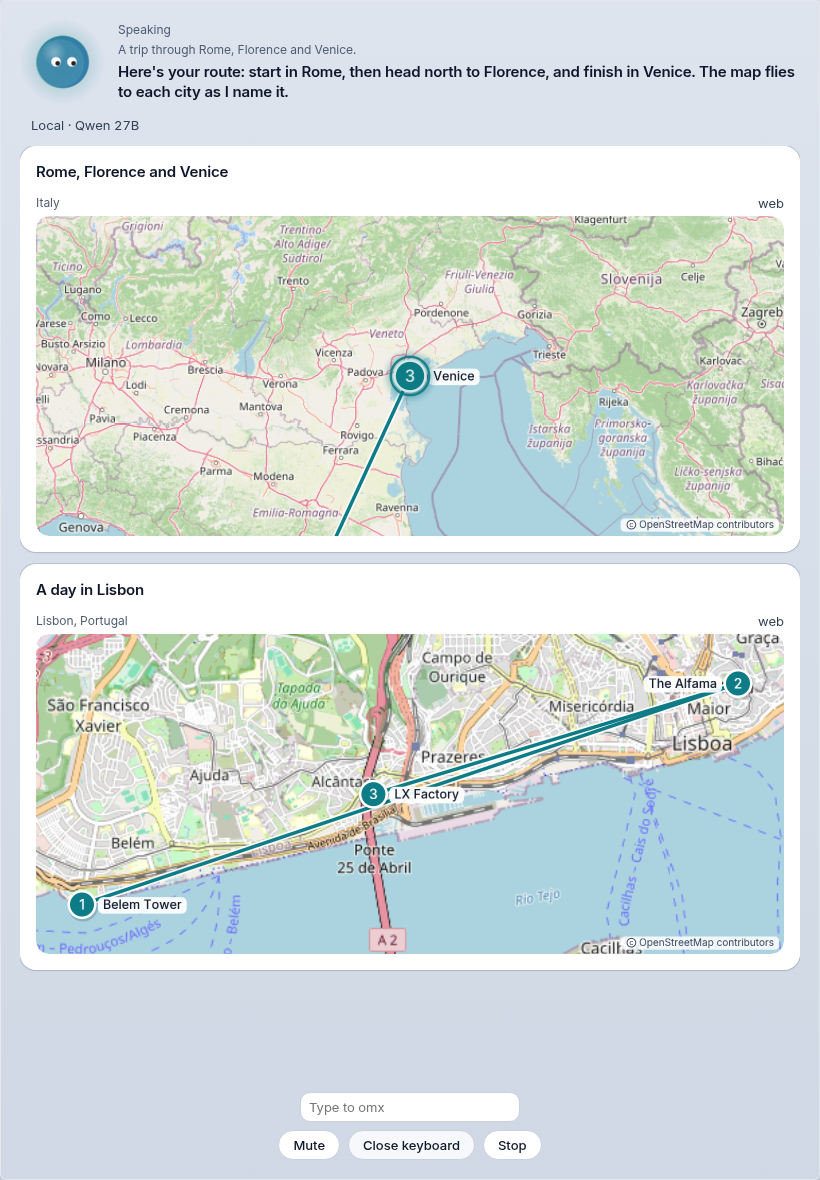 Speaking
A trip through Rome, Florence and Venice.
Here's your route: start in Rome, then head north to Florence, and finish in Venice. The map flies
to each city as I name it.
Local · Qwen 27B
Rome, Florence and Venice
Italy
web
Grigioni
Trentino-
Alto Adige/
Südtirol
Klagenfurt
Ticino
Lugano
Trento
Friuli-Venezia
Giulia
Slovenija
Celje
Como
Lecco
Pordenone
Gorizia
Zagreb
Varese
Busto Arsizio
Lombardia
Veneto
Vicenza
Trieste
Milano
Brescia
Verona
Padova
3
Venice
Karlovac
Novara
Lodi
Karlovačka
županija
Cremona
Mantova
Rijeka
Pavia
Piacenza
Rovigo
Istarska
županija
Primorsko-
goranska
županija
Ferrara
Parma
Modena
Ličko-senjska
županija
Bihać
Emilia-Romagna
Ravenna
Genova
© OpenStreetMap contributors
A day in Lisbon
Lisbon, Portugal
web
Graça
Campo de
Ourique
Tapada
da Ajuda
The Alfama
2
São Francisco
Xavier
Misericórdia
Maior
Lisboa
Prazeres
Ajuda
Alcânta
3
LX Factory
Avenida de Brasília
Belém
Ponte
25 de Abril
1
Belem Tower
Rio Tejo
Cacilhas - Cais do Sodré
- Pedrouços/Algés
- Belém
A 2
Cacilhas
© OpenStreetMap contributors
Type to omx
Mute
Close keyboard
Stop